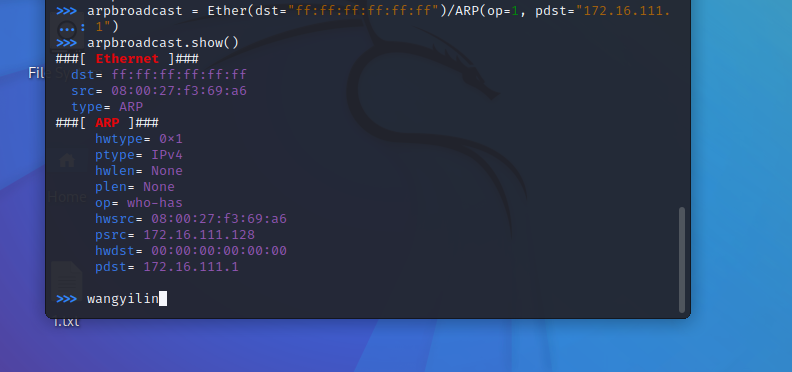 >>> arpbroadcast = Ether(dst="ff:ff:ff:ff:ff:ff")/ARP(op=1, pdst="172.16.111.
...: 1")
>>> arpbroadcast.show()
###[ Ethernet ]###
dst= ff:ff:ff:ff:ff:ff
src= 08:00:27:f3:69:a6
type= ARP
###[ ARP ]###
hwtype= 0×1
ptype= IPv4
hwlen= None
plen= None
op= who-has
hwsrc= 08:00:27:f3:69:a6
psrc= 172.16.111.128
hwdst= 00:00:00:00:00:00
pdst= 172.16.111.1
>>> wangyilin
Fil
Home
1.txt